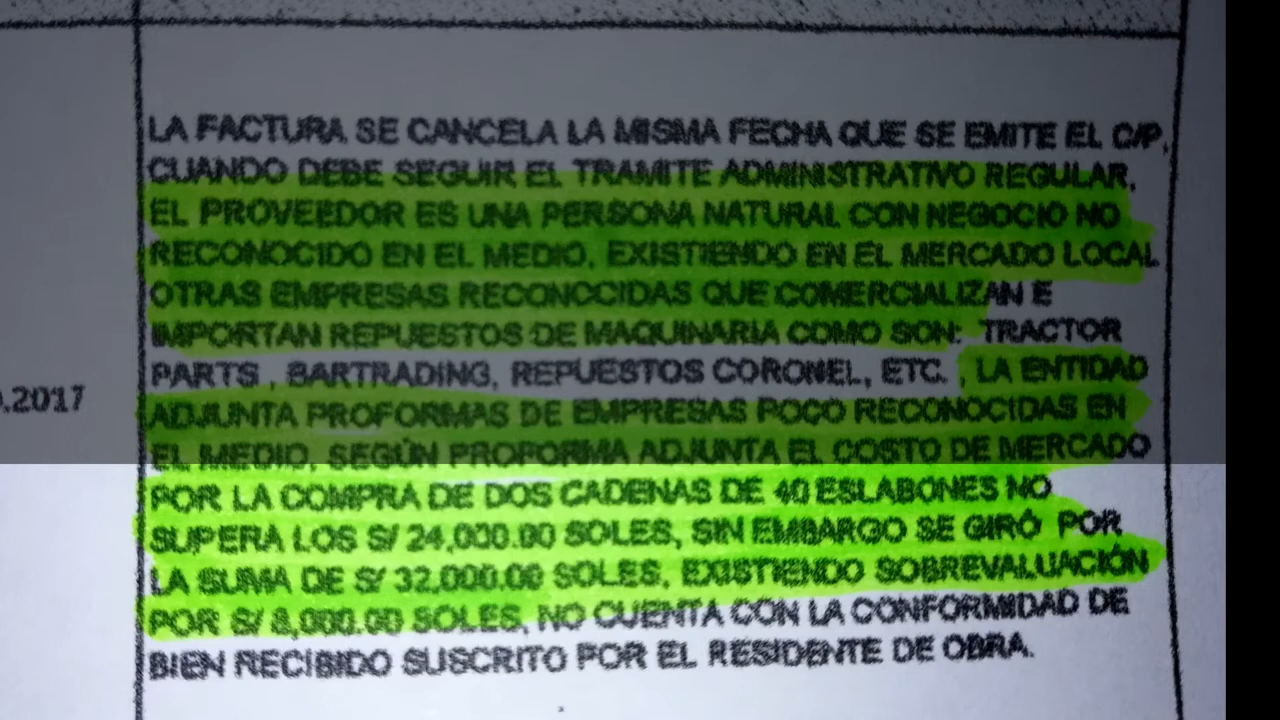 LA FACTURA SE CANCELA LA MISMA FECHA QUE SE EMITE EL C/P,
CUANDO DEBE SEGUIR EL TRAMITE ADMINISTRATIVO REGULAR,
EL PROVEEDOR ES UNA PERSONA NATURAL CON NEGOCIO NO
RECONOCIDO EN EL MEDIO, EXISTIENDO EN EL MERCADO LOCAL
OTRAS EMPRESAS RECONOCIDAS QUE COMERCIALIZAN E
IMPORTAN REPUESTOS DE MAQUINARIA COMO SON: TRACTOR
PARTS , BARTRADING, REPUESTOS CORONEL, ETC. , LA ENTIDAD
.2017
ADJUNTA PROFORMAS DE EMPRESAS POCO RECONOCIDAS EN
EL MEDIO, SEGÚN PROFORMA ADJUNTA EL COSTO DE MERCADO
POR LA COMPRA DE DOS CADENAS DE 40 ESLABONES NO
SUPERA LOS S/ 24,000.00 SOLES, SIN EMBARGO SE GIRÓ POR
LA SUMA DE S/ 32,000.00 SOLES, EXISTIENDO SOBREVALUACIÓN
POR S/ 8,000.00 SOLES, NO CUENTA CON LA CONFORMIDAD DE
BIEN RECIBIDO SUSCRITO POR EL RESIDENTE DE OBRA.